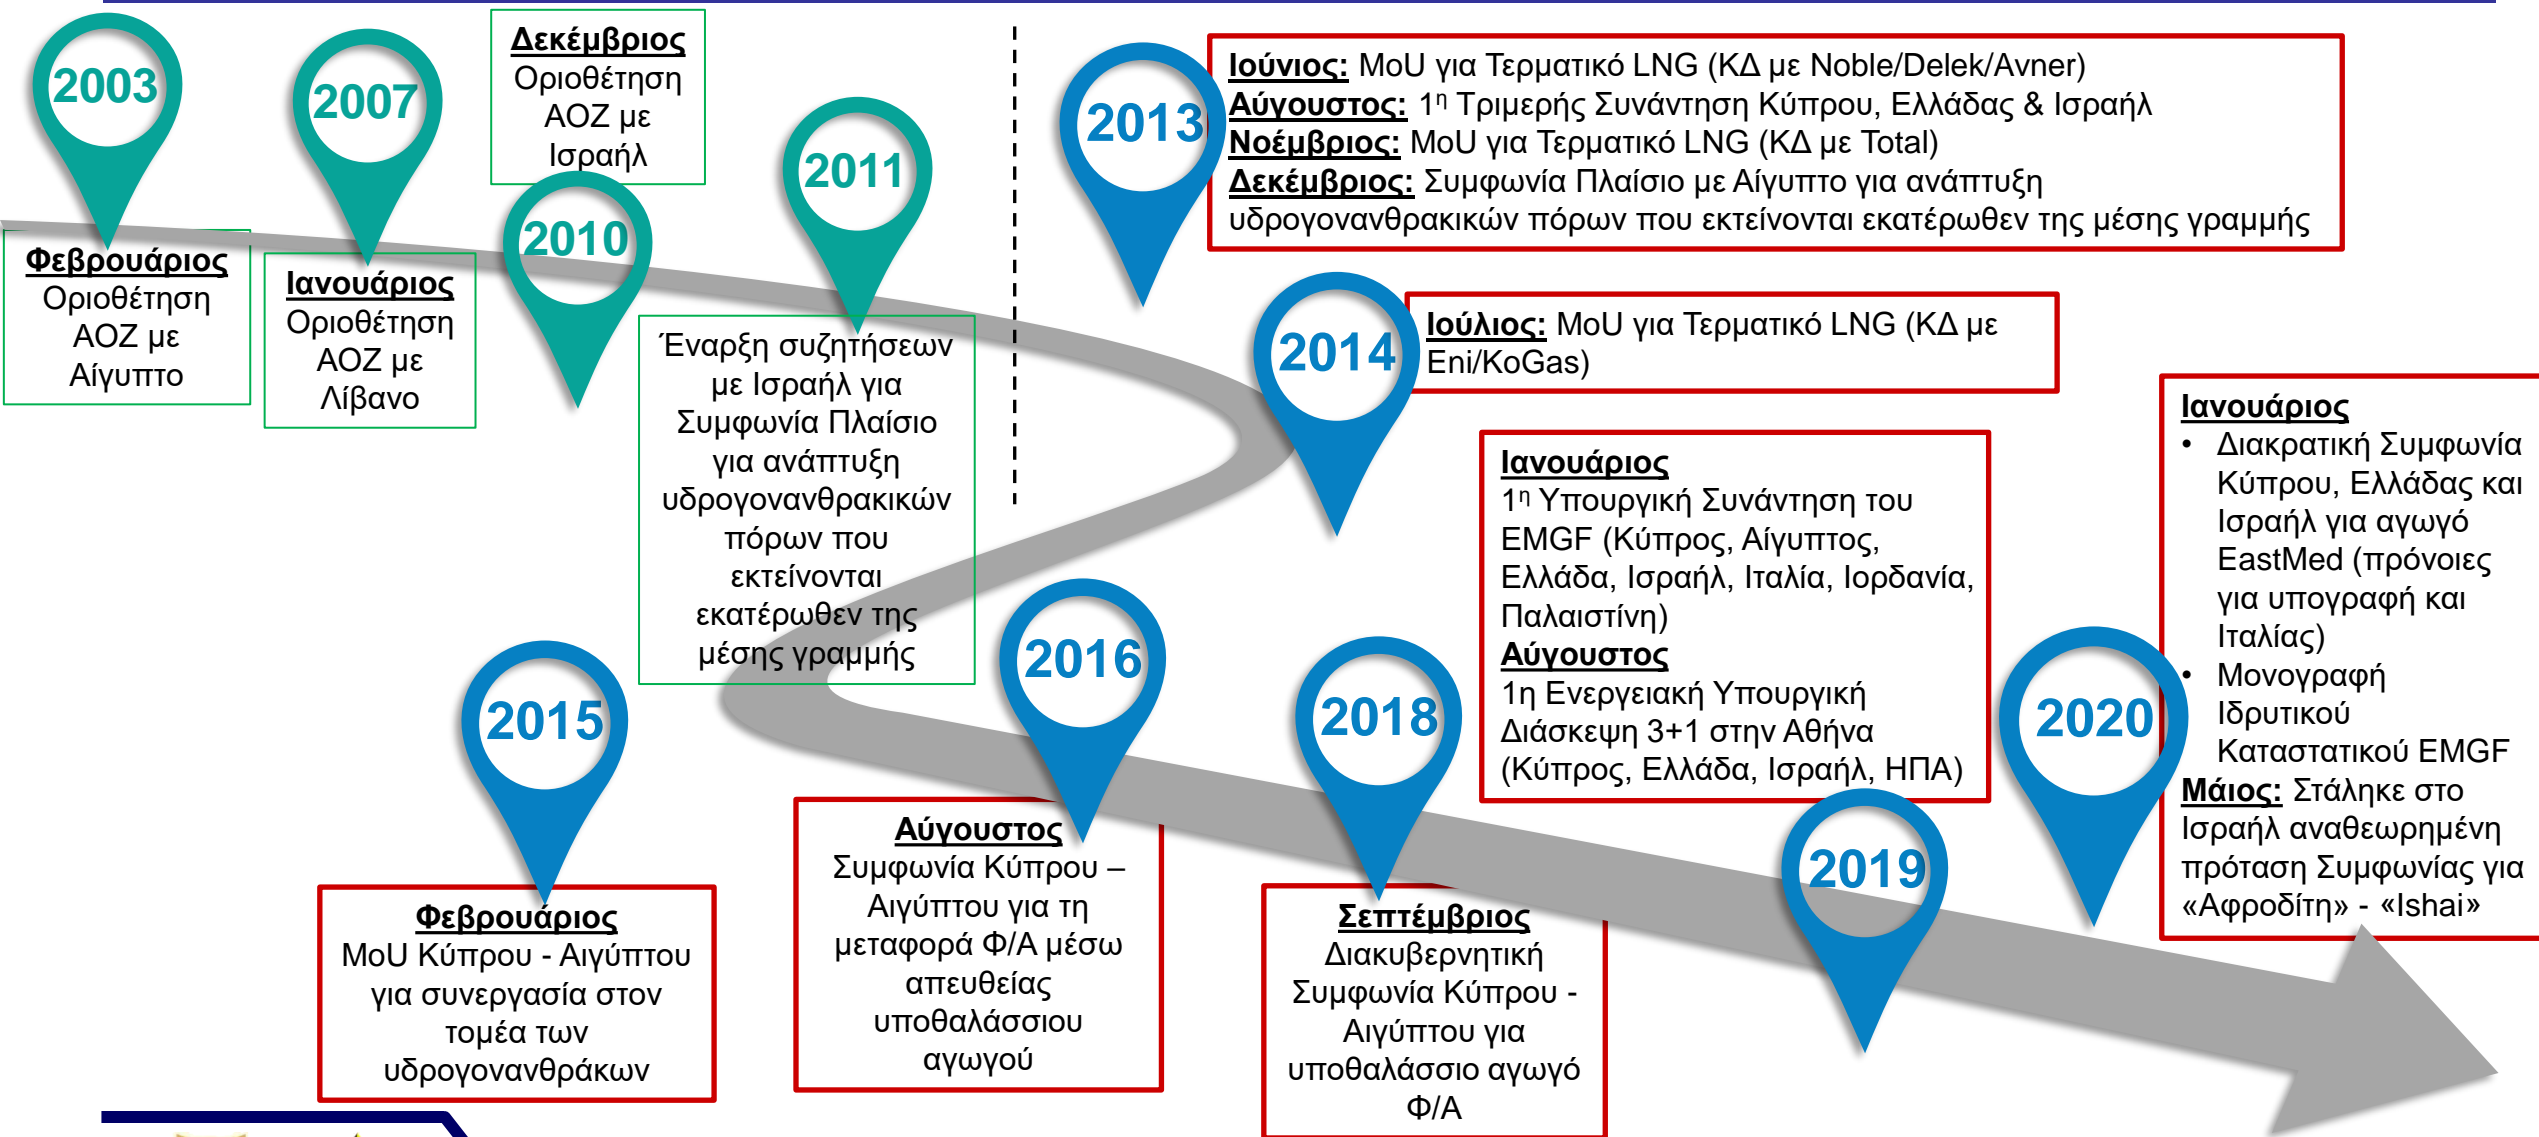 2003
Φεβρουάριος
Οριοθέτηση
ΑΟΖ με
Αίγυπτο
2007
Ιανουάριος
Οριοθέτηση
ΑΟΖ με
Λίβανο
Δεκέμβριος
Οριοθέτηση
ΑΟΖ με
Ισραήλ
2010
2011
Έναρξη συζητήσεων
με Ισραήλ για
Συμφωνία Πλαίσιο
για ανάπτυξη
υδρογονανθρακικών
πόρων που
εκτείνονται
εκατέρωθεν της
μέσης γραμμής
2013
Ιούνιος: MoU για Τερματικό LNG (ΚΔ με Noble/Delek/Avner)
Αύγουστος: 1η Τριμερής Συνάντηση Κύπρου, Ελλάδας & Ισραήλ
Νοέμβριος: MoU για Τερματικό LNG (ΚΔ με Total)
Δεκέμβριος: Συμφωνία Πλαίσιο με Αίγυπτο για ανάπτυξη
υδρογονανθρακικών πόρων που εκτείνονται εκατέρωθεν της μέσης γραμμής
2014
Ιούλιος: MoU για Τερματικό LNG (ΚΔ με
Eni/KoGas)
2015
Φεβρουάριος
MoU Κύπρου - Αιγύπτου
για συνεργασία στον
τομέα των
υδρογονανθράκων
2016
Αύγουστος
Συμφωνία Κύπρου –
Αιγύπτου για τη
μεταφορά Φ/Α μέσω
απευθείας
υποθαλάσσιου
αγωγού
2018
Σεπτέμβριος
Διακυβερνητική
Συμφωνία Κύπρου -
Αιγύπτου για
υποθαλάσσιο αγωγό
Φ/Α
Ιανουάριος
1η Υπουργική Συνάντηση του
EMGF (Κύπρος, Αίγυπτος,
Ελλάδα, Ισραήλ, Ιταλία, Ιορδανία,
Παλαιστίνη)
Αύγουστος
1η Ενεργειακή Υπουργική
Διάσκεψη 3+1 στην Αθήνα
(Κύπρος, Ελλάδα, Ισραήλ, ΗΠΑ)
2019
2020
Ιανουάριος
• Διακρατική Συμφωνία
Κύπρου, Ελλάδας και
Ισραήλ για αγωγό
EastMed (πρόνοιες
για υπογραφή και
Ιταλίας)
• Μονογραφή
Ιδρυτικού
Καταστατικού EMGF
Μάιος: Στάληκε στο
Ισραήλ αναθεωρημένη
πρόταση Συμφωνίας για
«Αφροδίτη» - «Ishai»